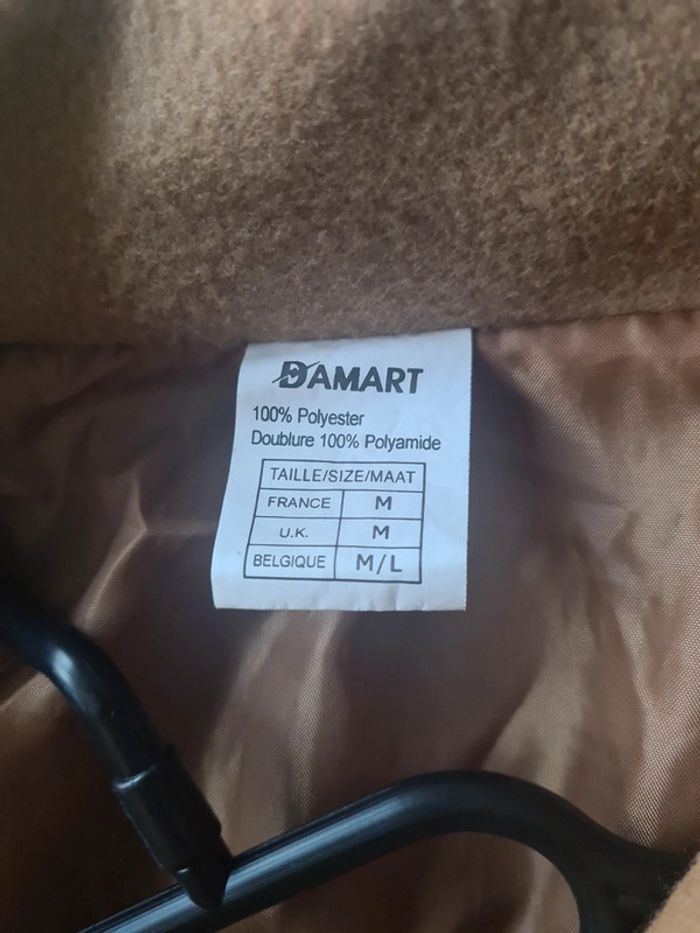 DAMART
100% Polyester
Doublure 100% Polyamide
TAILLE/SIZE/MAAT
FRANCE M
U.K. M
BELGIQUE M/L